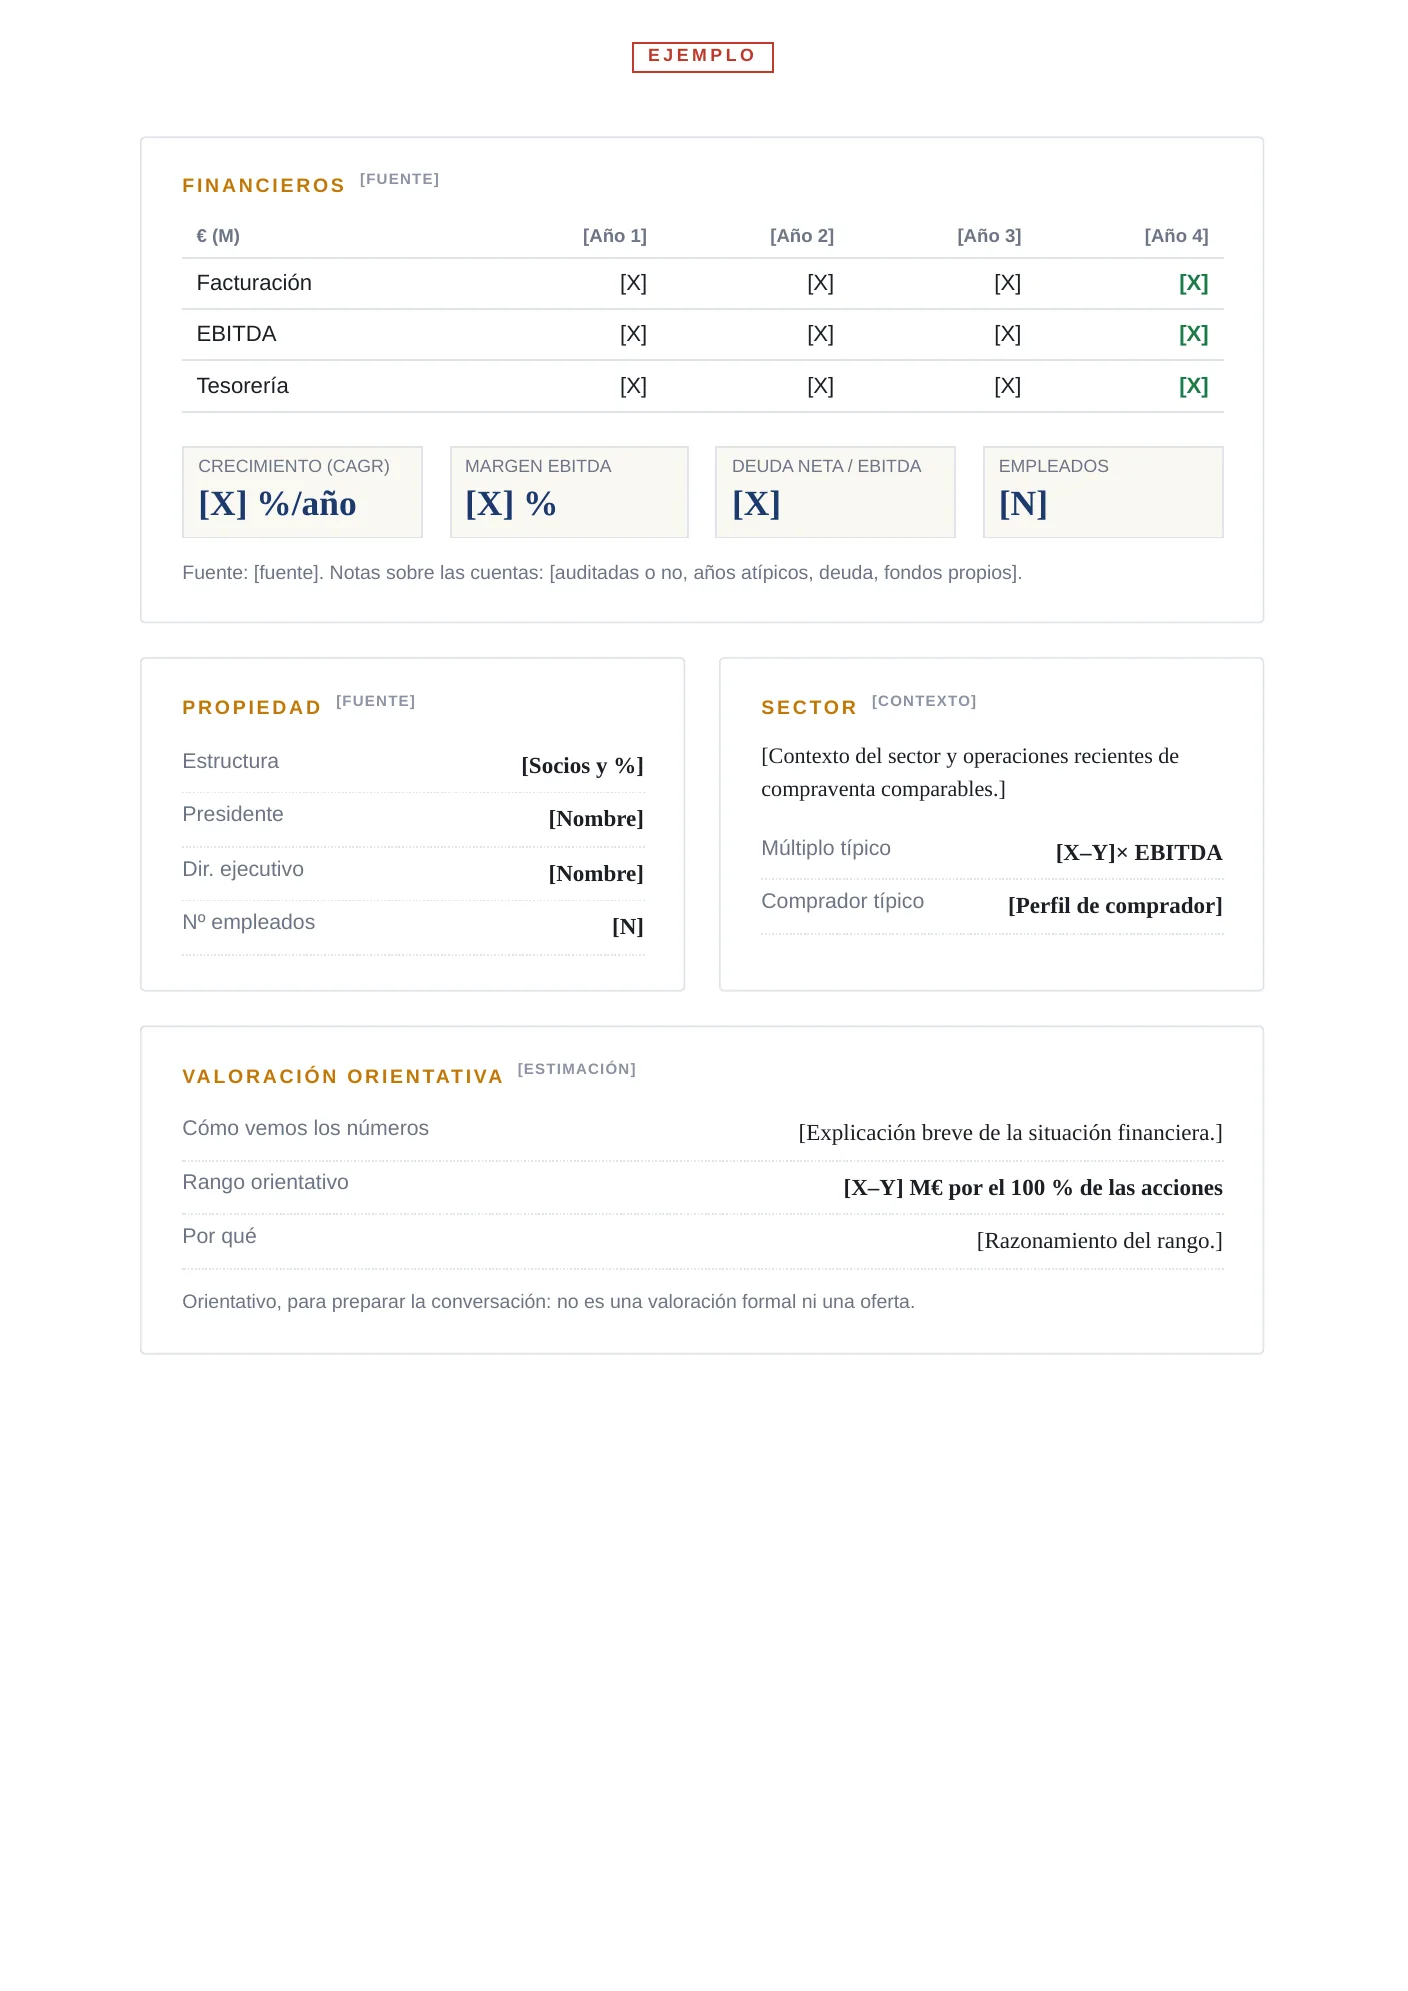 EJEMPLO
FINANCIEROS [FUENTE]
€ (M) [Año 1] [Año 2] [Año 3] [Año 4]
Facturación [X] [X] [X] [X]
EBITDA [X] [X] [X] [X]
Tesorería [X] [X] [X] [X]
CRECIMIENTO (CAGR)
[X] %/año
MARGEN EBITDA
[X] %
DEUDA NETA / EBITDA
[X]
EMPLEADOS
[N]
Fuente: [fuente]. Notas sobre las cuentas: [auditadas o no, años atípicos, deuda, fondos propios].
PROPIEDAD [FUENTE]
Estructura [Socios y %]
Presidente [Nombre]
Dir. ejecutivo [Nombre]
Nº empleados [N]
SECTOR [CONTEXTO]
[Contexto del sector y operaciones recientes de
compraventa comparables.]
Múltiplo típico [X–Y]× EBITDA
Comprador típico [Perfil de comprador]
VALORACIÓN ORIENTATIVA [ESTIMACIÓN]
Cómo vemos los números [Explicación breve de la situación financiera.]
Rango orientativo [X–Y] M€ por el 100 % de las acciones
Por qué [Razonamiento del rango.]
Orientativo, para preparar la conversación: no es una valoración formal ni una oferta.